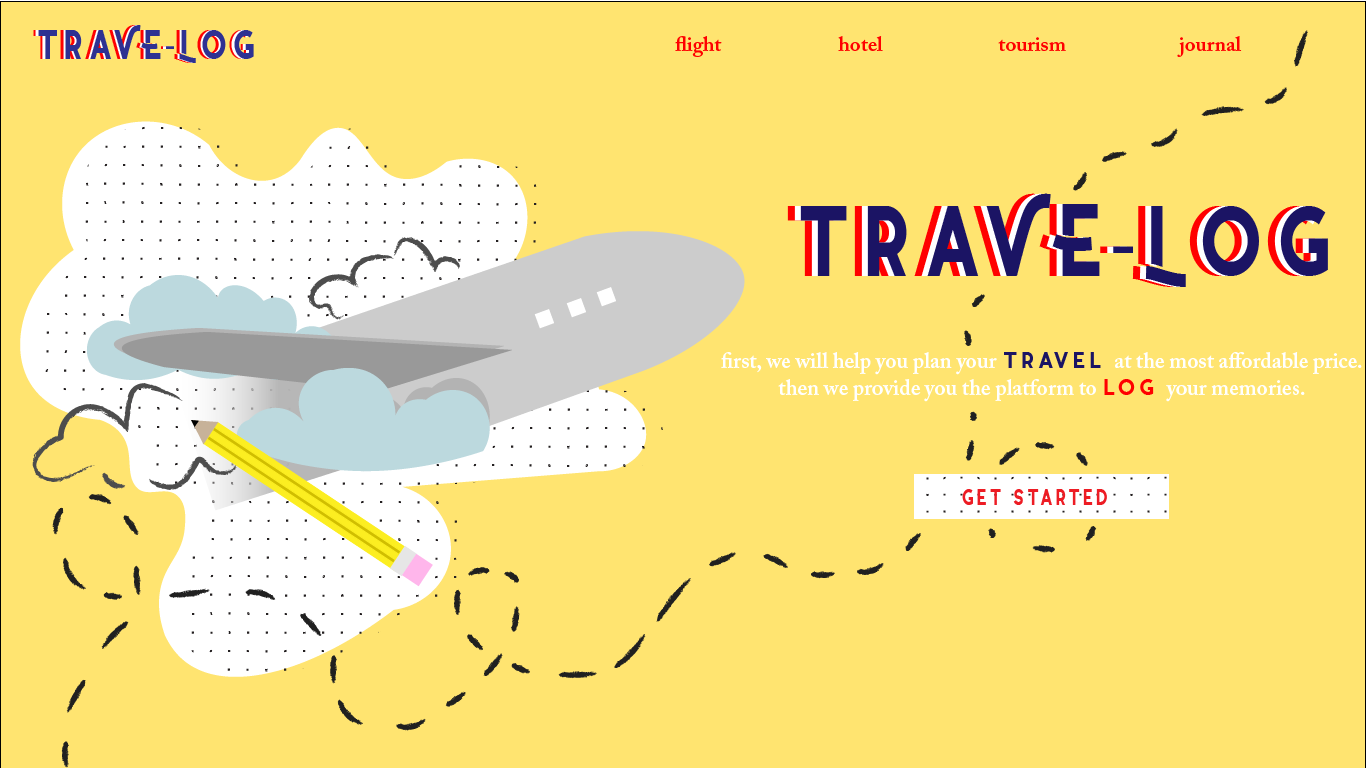 TRAVE-LOG
flight hotel tourism journal
TRAVE-LOG
first, we will help you plan your TRAVEL at the most affordable price.
then we provide you the platform to LOG your memories.
GET STARTED